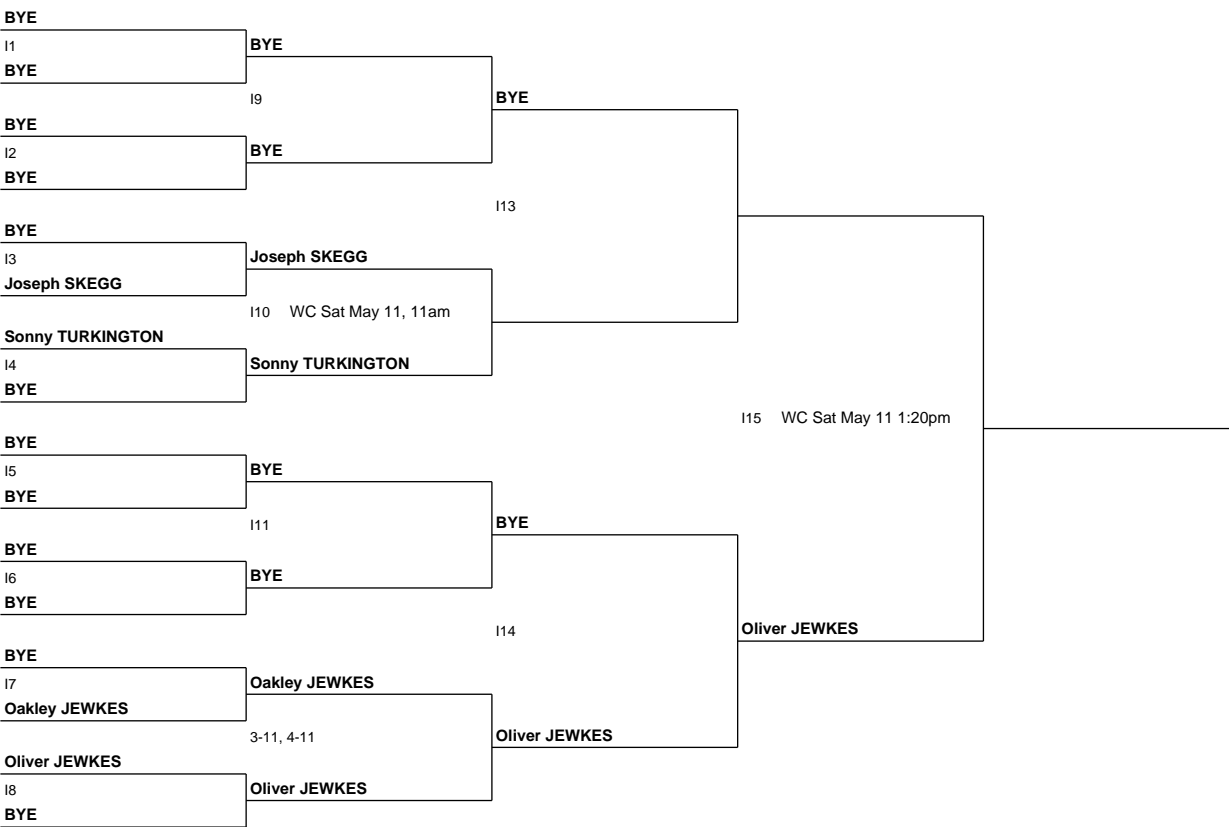 BYE
I1
BYE
BYE
I9
BYE
BYE
I2
BYE
BYE
I13
BYE
I3
Joseph SKEGG
Joseph SKEGG
I10 WC Sat May 11, 11am
Sonny TURKINGTON
I4
Sonny TURKINGTON
BYE
I15 WC Sat May 11 1:20pm
BYE
I5
BYE
BYE
I11
BYE
BYE
I6
BYE
BYE
I14
Oliver JEWKES
BYE
I7
Oakley JEWKES
Oakley JEWKES
3-11, 4-11
Oliver JEWKES
Oliver JEWKES
I8
Oliver JEWKES
BYE